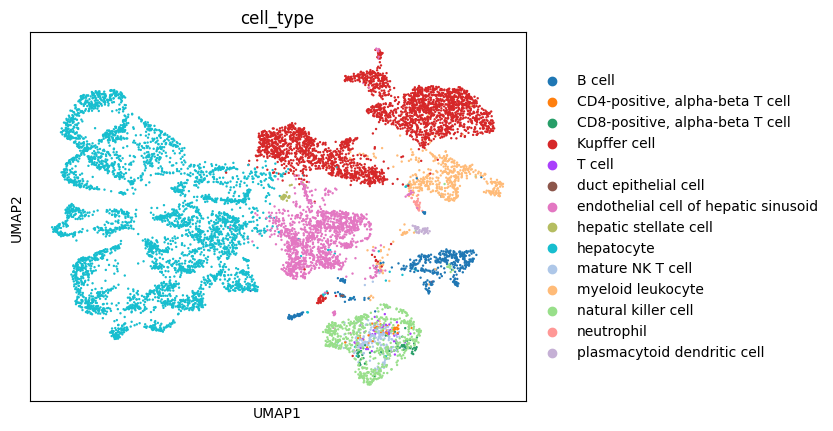 cell_type
UMAP2
UMAP1
B cell
CD4-positive, alpha-beta T cell
CD8-positive, alpha-beta T cell
Kupffer cell
T cell
duct epithelial cell
endothelial cell of hepatic sinusoid
hepatic stellate cell
hepatocyte
mature NK T cell
myeloid leukocyte
natural killer cell
neutrophil
plasmacytoid dendritic cell